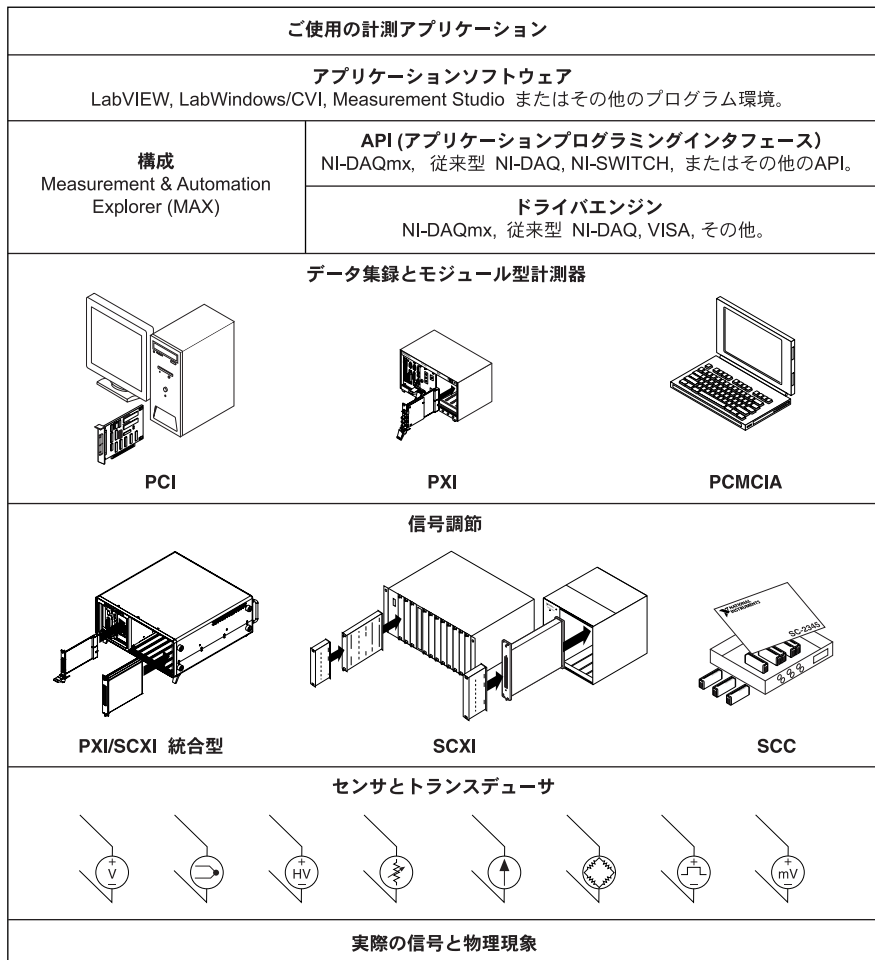 ご使用の計測アプリケーション
アプリケーションソフトウェア
LabVIEW, LabWindows/CVI, Measurement Studio またはその他のプログラム環境。
構成
Measurement & Automation
Explorer (MAX)
API (アプリケーションプログラミングインタフェース)
NI-DAQmx, 従来型 NI-DAQ, NI-SWITCH, またはその他のAPI。
ドライバエンジン
NI-DAQmx, 従来型 NI-DAQ, VISA, その他。
データ集録とモジュール型計測器
PCI
PXI
PCMCIA
信号調節
NATIONAL
INSTRUMENTS
SC-2345
PXI/SCXI 統合型
SCXI
SCC
センサとトランスデューサ
+
V
−
+
HV
−
+
−
+
mV
−
実際の信号と物理現象